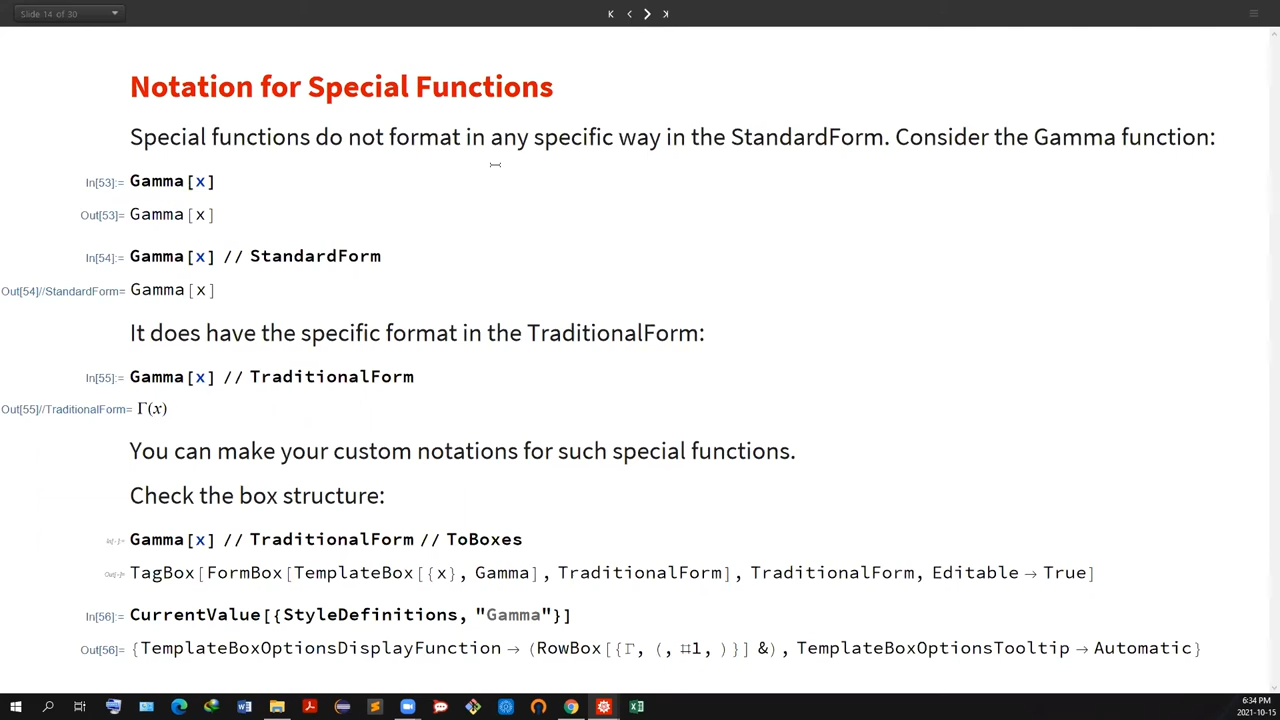 Slide 14 of 30
Notation for Special Functions
Special functions do not format in any specific way in the StandardForm. Consider the Gamma function:
In[53]:= Gamma[x]
Out[53]= Gamma[x]
In[54]:= Gamma[x] // StandardForm
Out[54]//StandardForm= Gamma[x]
It does have the specific format in the TraditionalForm:
In[55]:= Gamma[x] // TraditionalForm
Out[55]//TraditionalForm= Γ(x)
You can make your custom notations for such special functions.
Check the box structure:
In[-]:= Gamma[x] // TraditionalForm // ToBoxes
Out[-]= TagBox[FormBox[TemplateBox[{x}, Gamma], TraditionalForm], TraditionalForm, Editable → True]
In[56]:= CurrentValue[{StyleDefinitions, "Gamma"}]
Out[56]= {TemplateBoxOptionsDisplayFunction → (RowBox[{Γ, (, #1, )}] &), TemplateBoxOptionsTooltip → Automatic}
6:34 PM
2021-10-15